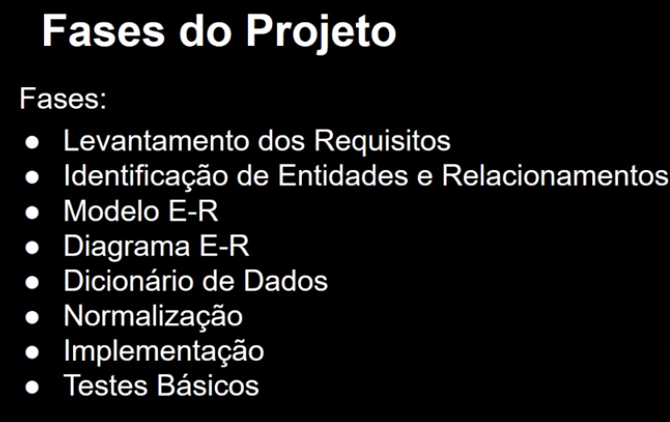 Fases do Projeto
Fases:
● Levantamento dos Requisitos
● Identificação de Entidades e Relacionamentos
● Modelo E-R
● Diagrama E-R
● Dicionário de Dados
● Normalização
● Implementação
● Testes Básicos